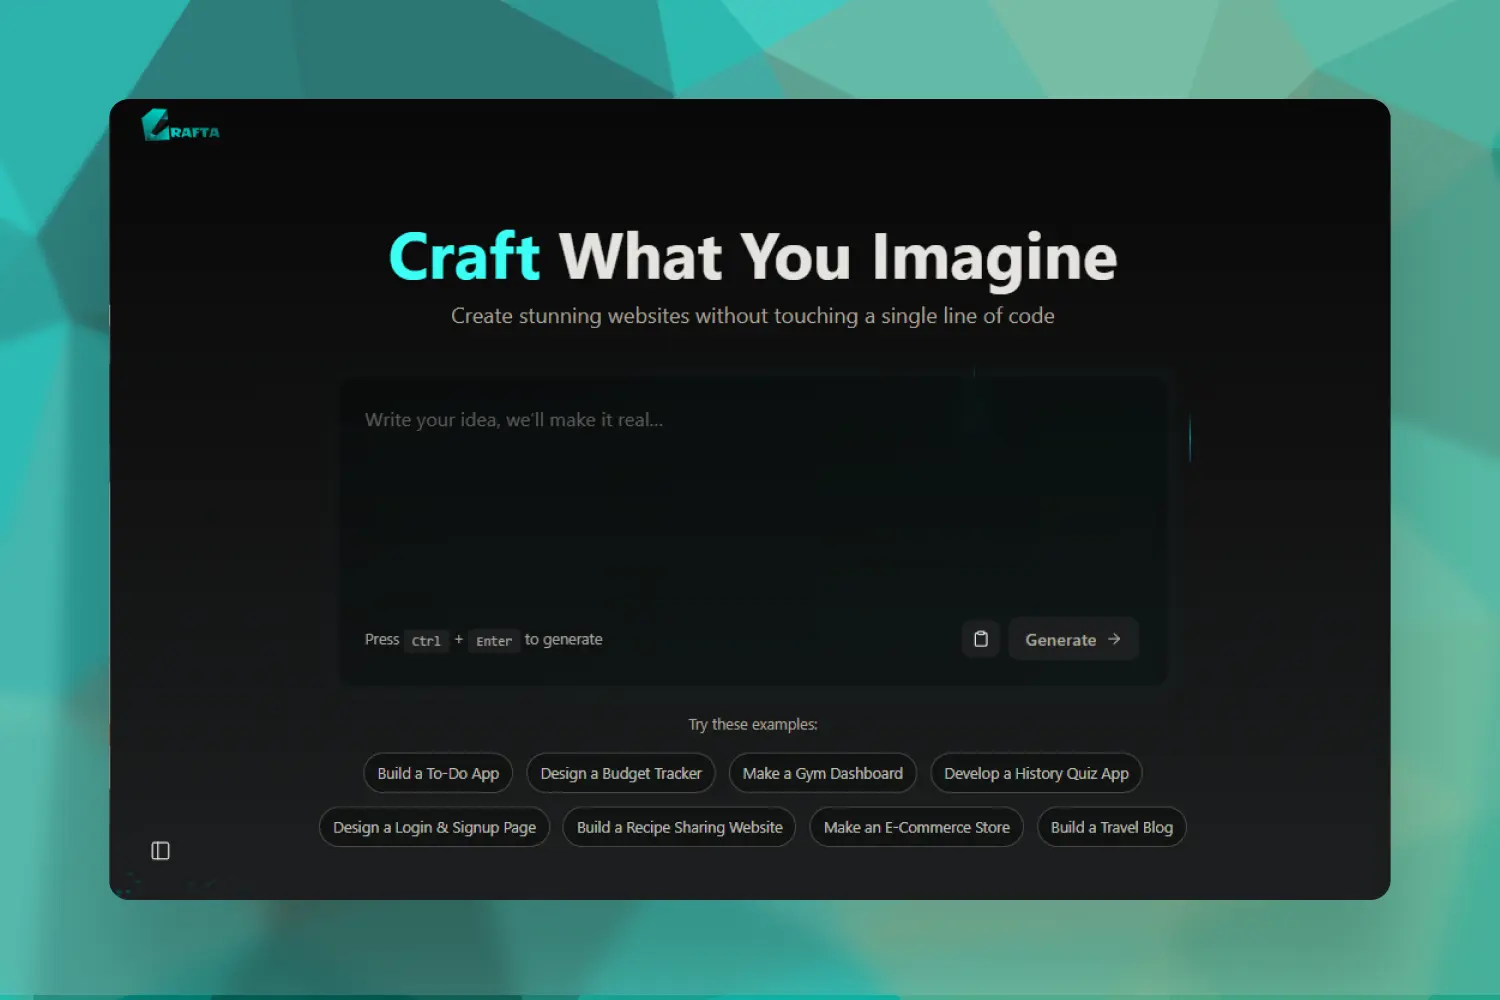 CRAFTA
Craft What You Imagine
Create stunning websites without touching a single line of code
Write your idea, we'll make it real...
Press Ctrl + Enter to generate
Generate
Try these examples:
Build a To-Do App
Design a Budget Tracker
Make a Gym Dashboard
Develop a History Quiz App
Design a Login & Signup Page
Build a Recipe Sharing Website
Make an E-Commerce Store
Build a Travel Blog